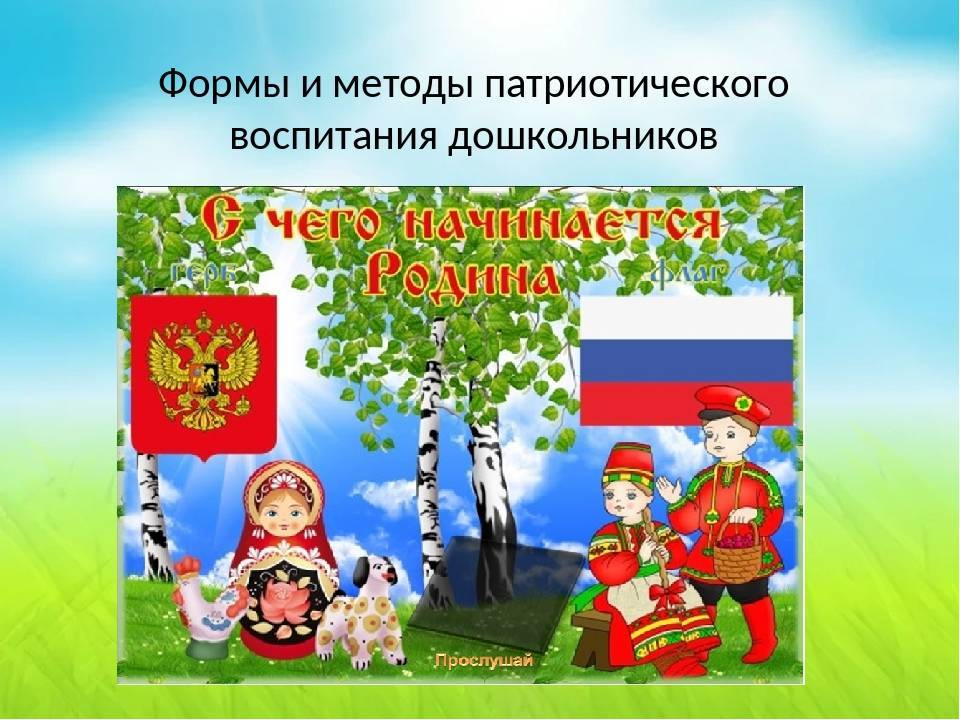 Формы и методы патриотического
воспитания дошкольников
С чего начинается
Родина
герб
флаг
Прослушай